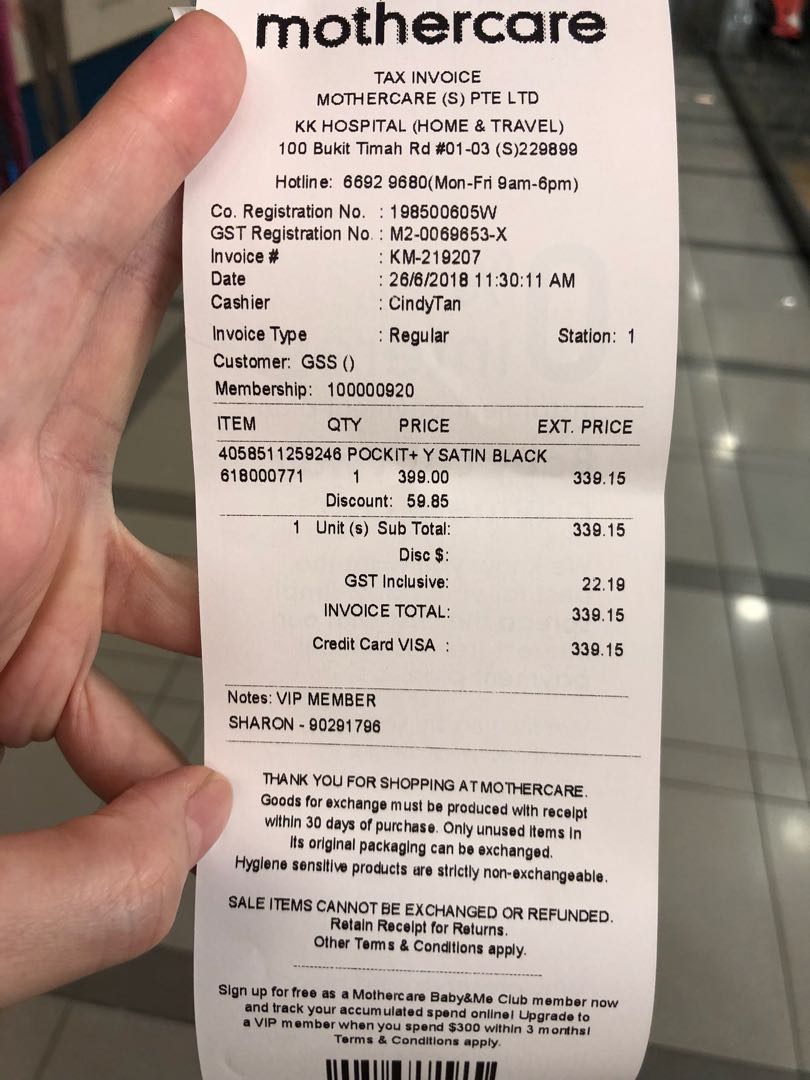 mothercare
TAX INVOICE
MOTHERCARE (S) PTE LTD
KK HOSPITAL (HOME & TRAVEL)
100 Bukit Timah Rd #01-03 (S)229899
Hotline: 6692 9680(Mon-Fri 9am-6pm)
Co. Registration No. : 198500605W
GST Registration No. : M2-0069653-X
Invoice # : KM-219207
Date : 26/6/2018 11:30:11 AM
Cashier : CindyTan
Invoice Type : Regular Station: 1
Customer: GSS ()
Membership: 100000920
ITEM QTY PRICE EXT. PRICE
4058511259246 POCKIT+ Y SATIN BLACK
618000771 1 399.00 339.15
Discount: 59.85
1 Unit (s) Sub Total: 339.15
Disc $:
GST Inclusive: 22.19
INVOICE TOTAL: 339.15
Credit Card VISA : 339.15
Notes: VIP MEMBER
SHARON - 90291796
THANK YOU FOR SHOPPING AT MOTHERCARE.
Goods for exchange must be produced with receipt
within 30 days of purchase. Only unused items in
its original packaging can be exchanged.
Hygiene sensitive products are strictly non-exchangeable.
SALE ITEMS CANNOT BE EXCHANGED OR REFUNDED.
Retain Receipt for Returns.
Other Terms & Conditions apply.
Sign up for free as a Mothercare Baby&Me Club member now
and track your accumulated spend online! Upgrade to
a VIP member when you spend $300 within 3 months!
Terms & Conditions apply.